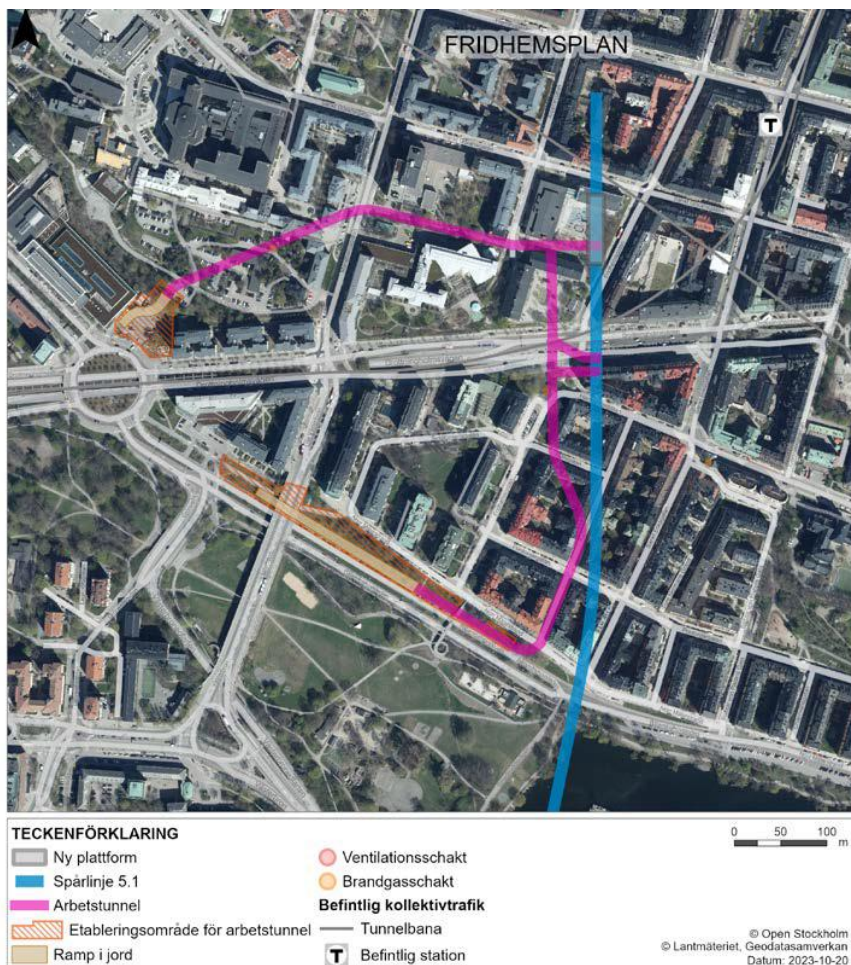 FRIDHEMSPLAN
T
TECKENFÖRKLARING
Ny plattform
Spårlinje 5.1
Arbetstunnel
Etableringsområde för arbetstunnel
Ramp i jord
Ventilationsschakt
Brandgasschakt
Befintlig kollektivtrafik
Tunnelbana
T Befintlig station
0 50 100
m
© Open Stockholm
© Lantmäteriet, Geodatasamverkan
Datum: 2023-10-20